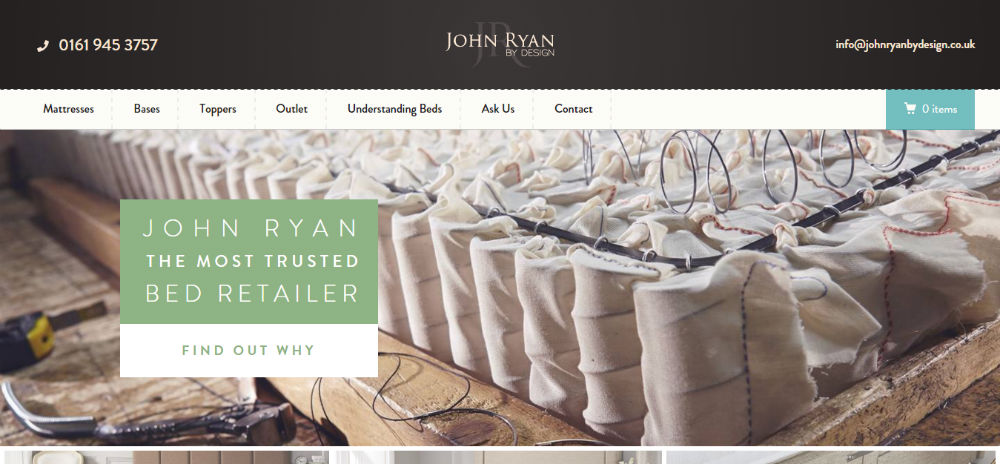 0161 945 3757
JR
JOHN RYAN
BY DESIGN
info@johnryanbydesign.co.uk
Mattresses Bases Toppers Outlet Understanding Beds Ask Us Contact 0 items
JOHN RYAN
THE MOST TRUSTED
BED RETAILER
FIND OUT WHY